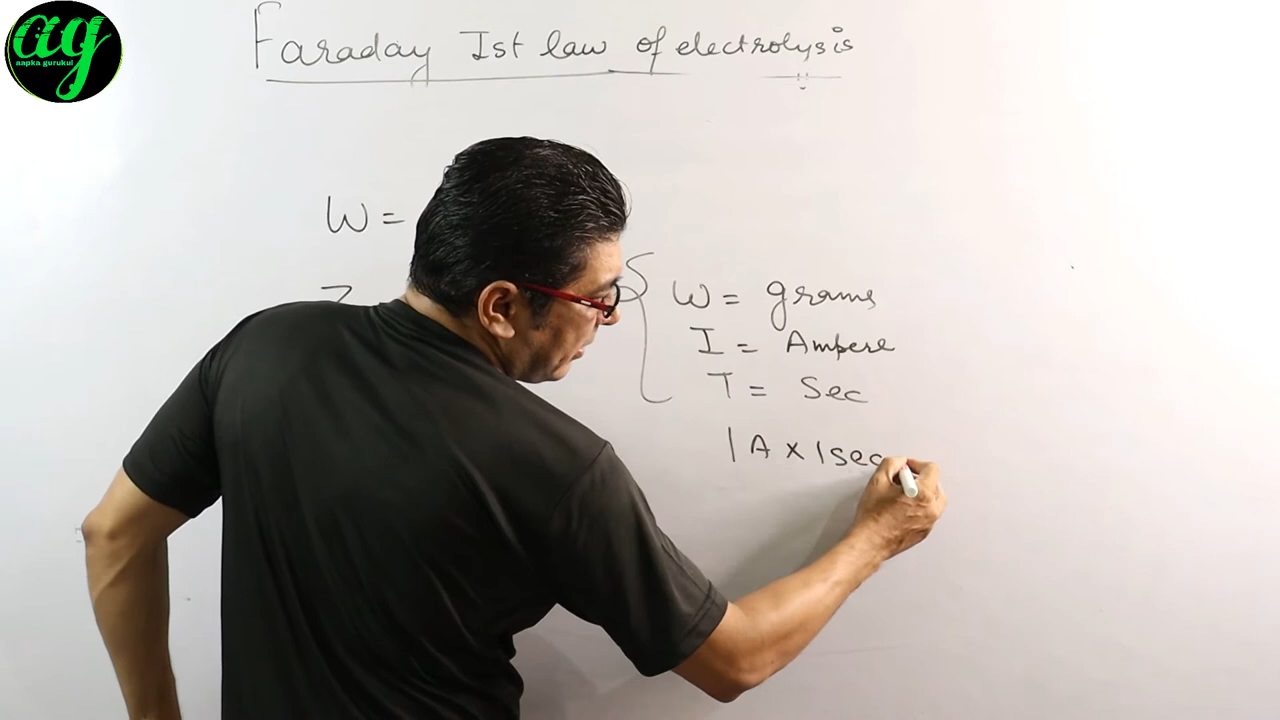 ag
aapka gurukul
Faraday Ist law of electrolysis
W =
Z
W = grams
I = Ampere
T = Sec
1 A x 1 sec